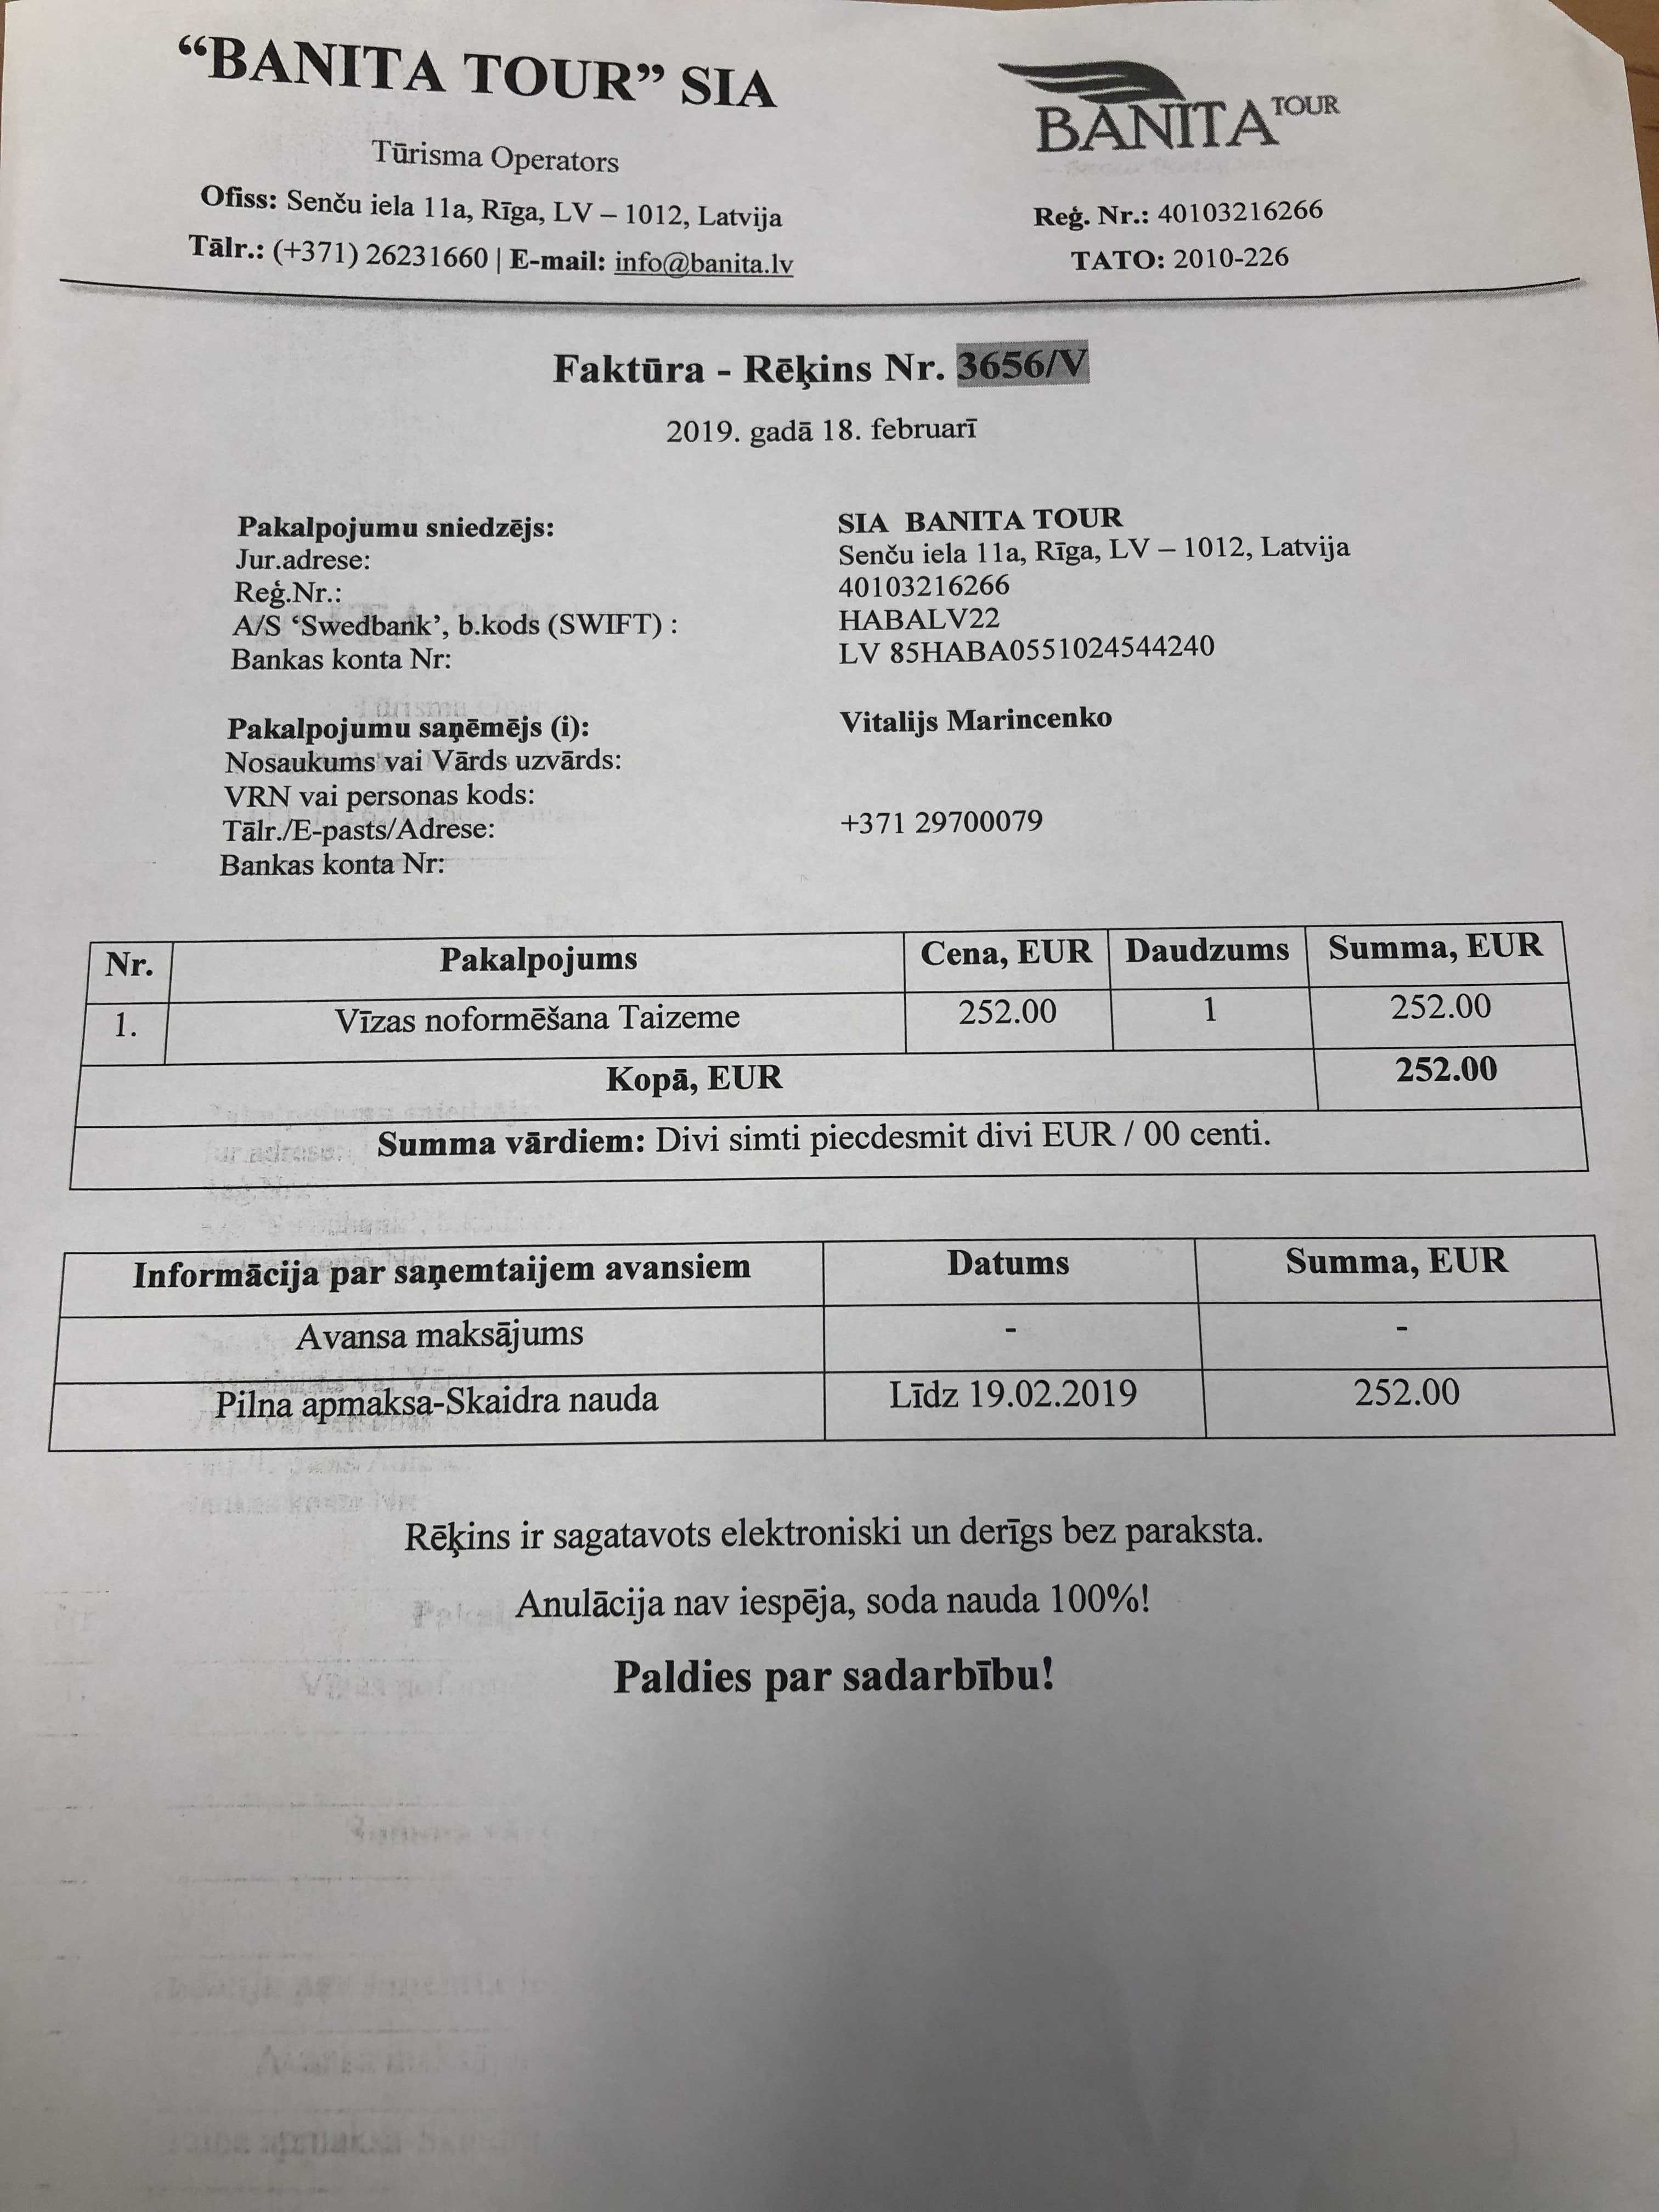 “BANITA TOUR” SIA
Tūrisma Operators
Ofiss: Senču iela 11a, Rīga, LV – 1012, Latvija
Tālr.: (+371) 26231660 | E-mail: info@banita.lv
BANITA TOUR
Reģ. Nr.: 40103216266
TATO: 2010-226
Faktūra - Rēķins Nr. 3656/V
2019. gadā 18. februarī
Pakalpojumu sniedzējs: SIA BANITA TOUR
Jur.adrese: Senču iela 11a, Rīga, LV – 1012, Latvija
Reģ.Nr.: 40103216266
A/S ‘Swedbank’, b.kods (SWIFT) : HABALV22
Bankas konta Nr: LV 85HABA0551024544240
Pakalpojumu saņēmējs (i): Vitalijs Marincenko
Nosaukums vai Vārds uzvārds:
VRN vai personas kods:
Tālr./E-pasts/Adrese: +371 29700079
Bankas konta Nr:
Nr. Pakalpojums Cena, EUR Daudzums Summa, EUR
1. Vīzas noformēšana Taizeme 252.00 1 252.00
Kopā, EUR 252.00
Summa vārdiem: Divi simti piecdesmit divi EUR / 00 centi.
Informācija par saņemtaijem avansiem Datums Summa, EUR
Avansa maksājums - -
Pilna apmaksa-Skaidra nauda Līdz 19.02.2019 252.00
Rēķins ir sagatavots elektroniski un derīgs bez paraksta.
Anulācija nav iespēja, soda nauda 100%!
Paldies par sadarbību!